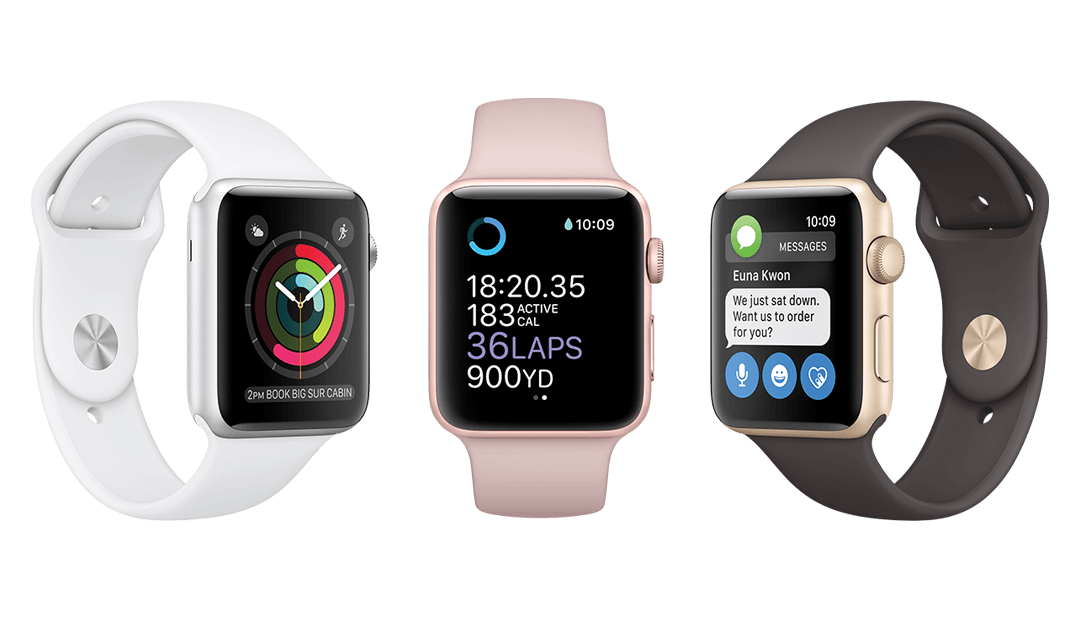 2PM BOOK BIG SUR CABIN
10:09
18:20.35
183 ACTIVE CAL
36LAPS
900YD
10:09
MESSAGES
Euna Kwon
We just sat down.
Want us to order
for you?